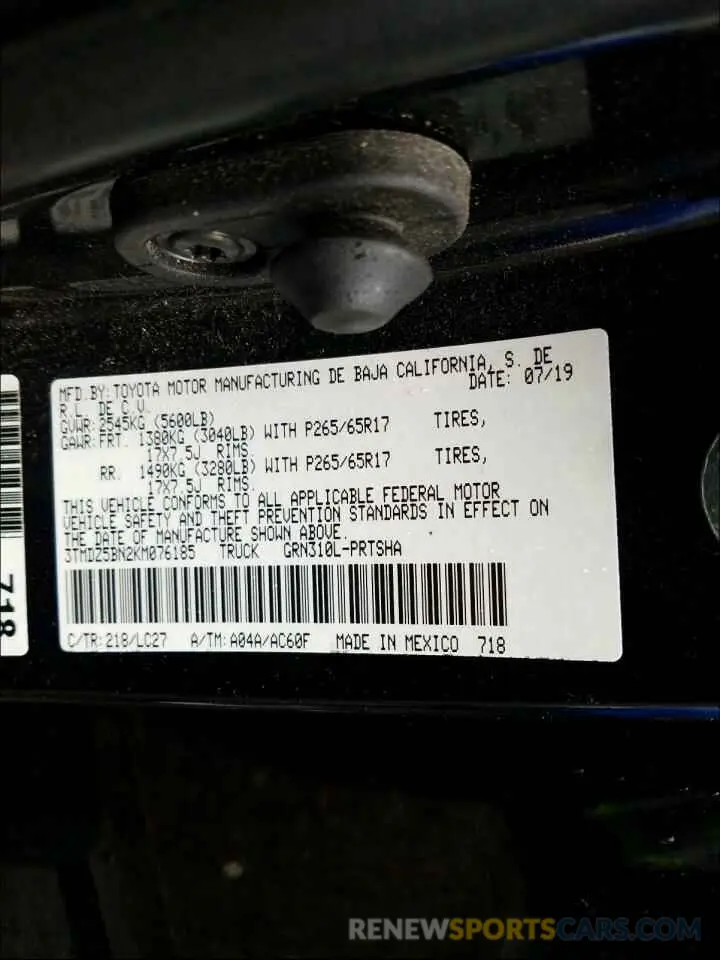 MFD.BY:TOYOTA MOTOR MANUFACTURING DE BAJA CALIFORNIA, S. DE
R.L. DE C.V. DATE: 07/19
GVWR:2545KG (5600LB)
GAWR:FRT. 1380KG (3040LB) WITH P265/65R17 TIRES,
17X7.5J RIMS
RR. 1490KG (3280LB) WITH P265/65R17 TIRES,
17X7.5J RIMS.
THIS VEHICLE CONFORMS TO ALL APPLICABLE FEDERAL MOTOR
VEHICLE SAFETY AND THEFT PREVENTION STANDARDS IN EFFECT ON
THE DATE OF MANUFACTURE SHOWN ABOVE.
3TMDZ5BN2KM076185 TRUCK GRN310L-PRTSHA
C/TR:218/LC27 A/TM:A04A/AC60F MADE IN MEXICO 718
718
RENEWSPORTSCARS.COM